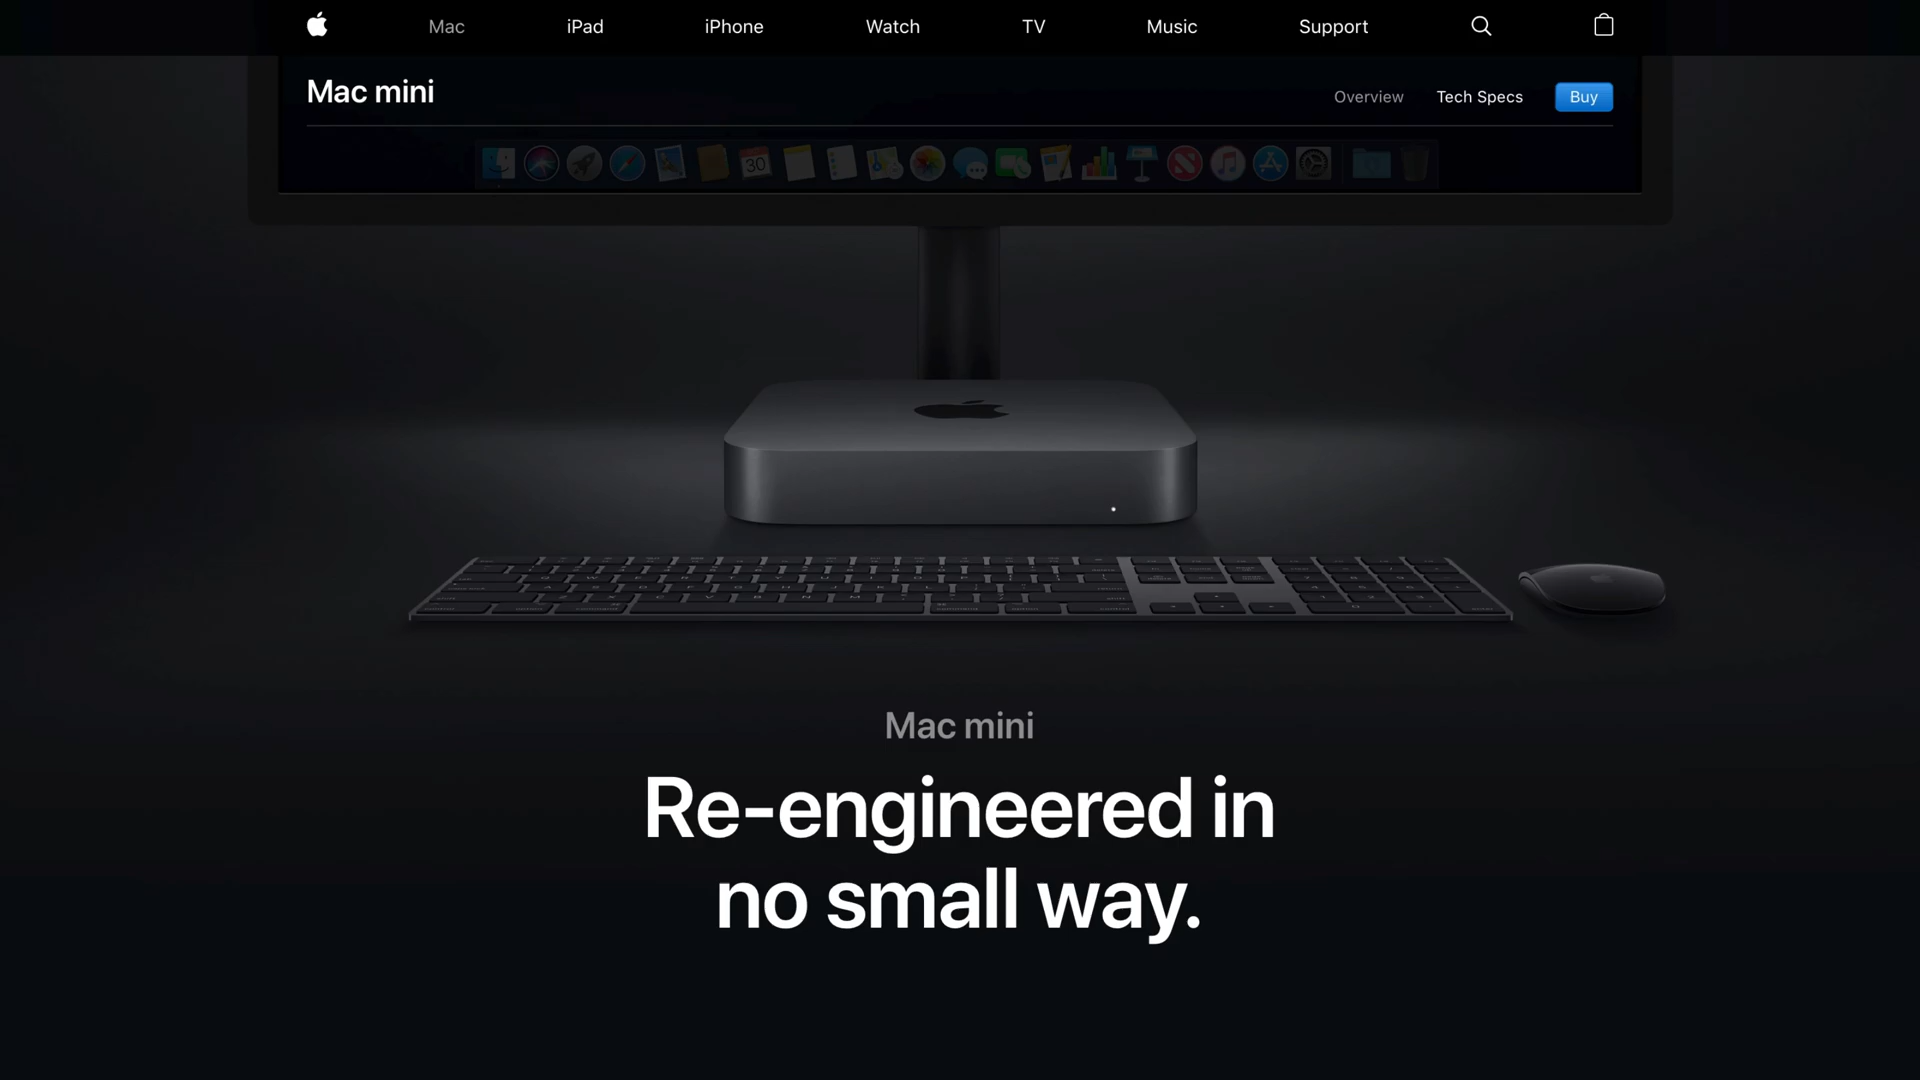 Mac
iPad
iPhone
Watch
TV
Music
Support
Mac mini
Overview
Tech Specs
Buy
30
Mac mini
Re-engineered in
no small way.